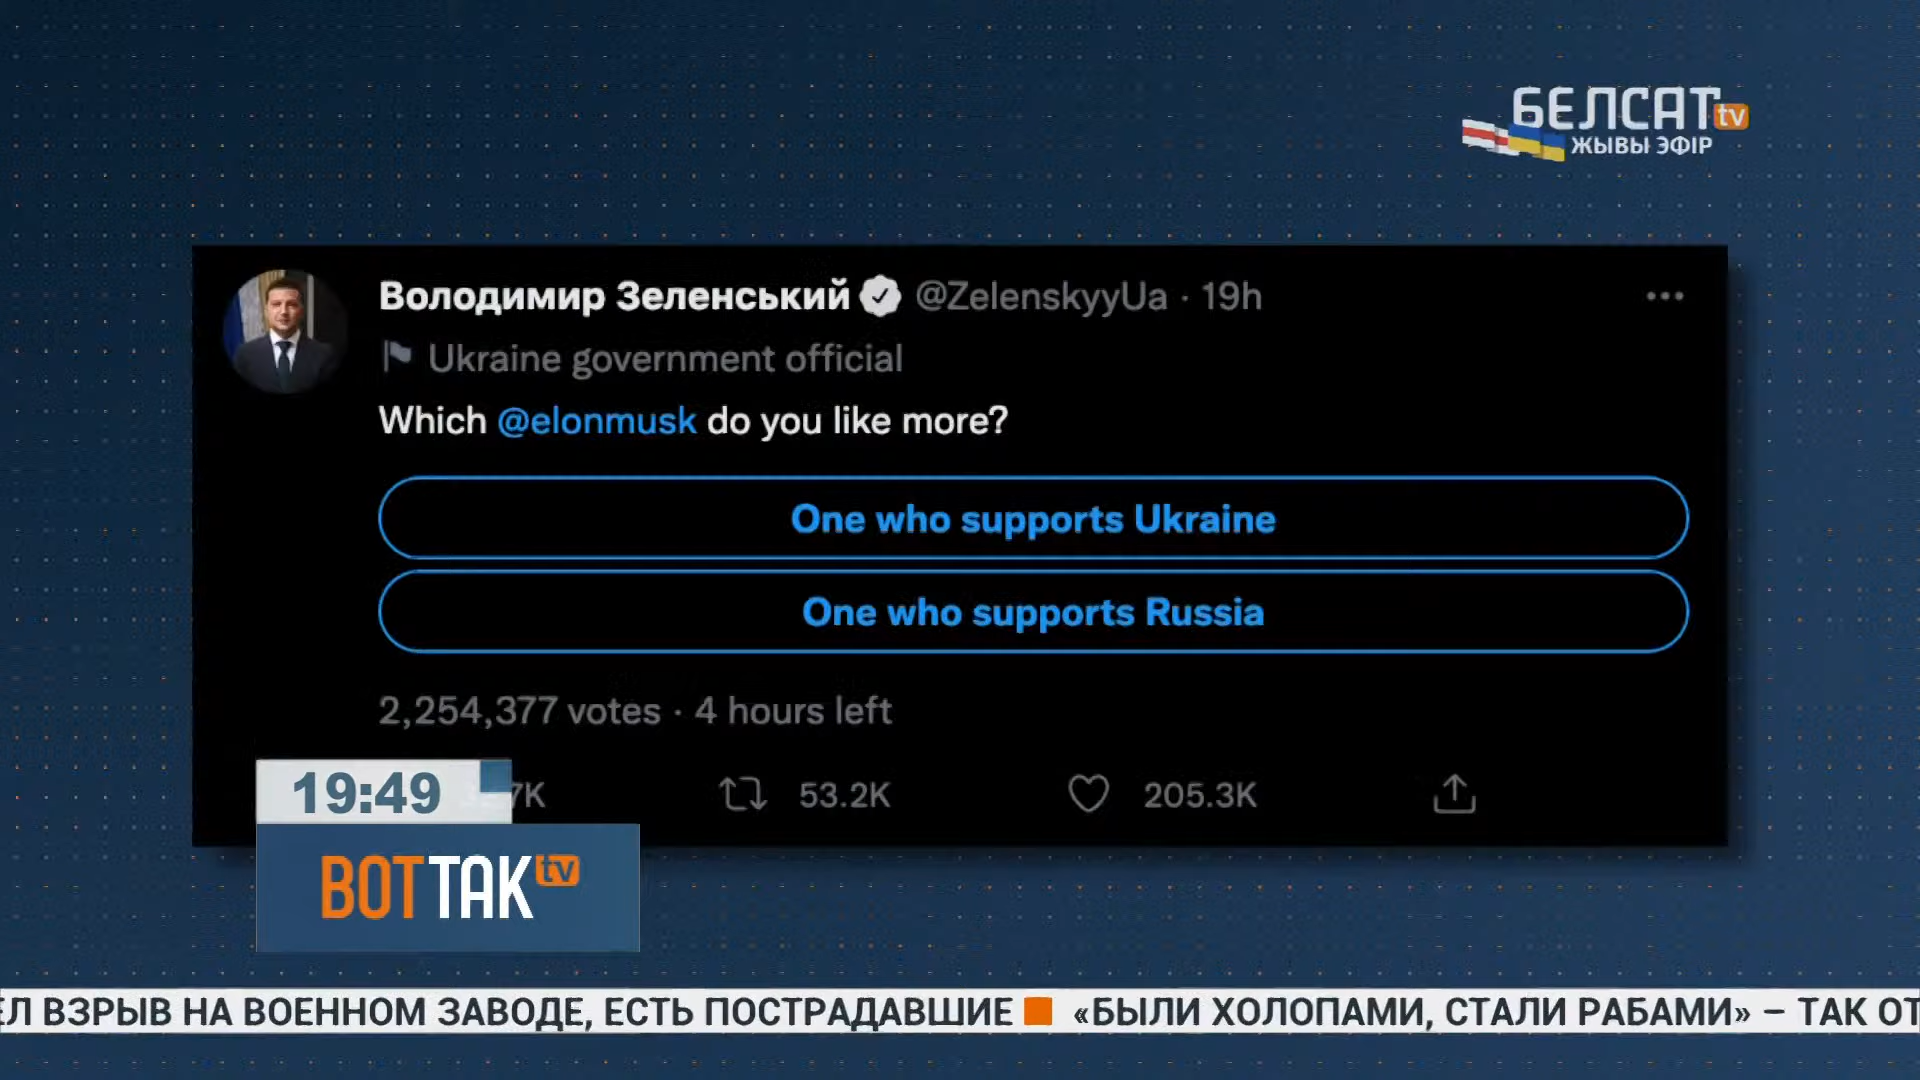 БЕЛСАТ tv
ЖЫВЫ ЭФІР
Володимир Зеленський @ZelenskyyUa · 19h
Ukraine government official
Which @elonmusk do you like more?
One who supports Ukraine
One who supports Russia
2,254,377 votes · 4 hours left
53.2K 205.3K
19:49
ВОТТАК tv
ВЗРЫВ НА ВОЕННОМ ЗАВОДЕ, ЕСТЬ ПОСТРАДАВШИЕ «БЫЛИ ХОЛОПАМИ, СТАЛИ РАБАМИ» – ТАК